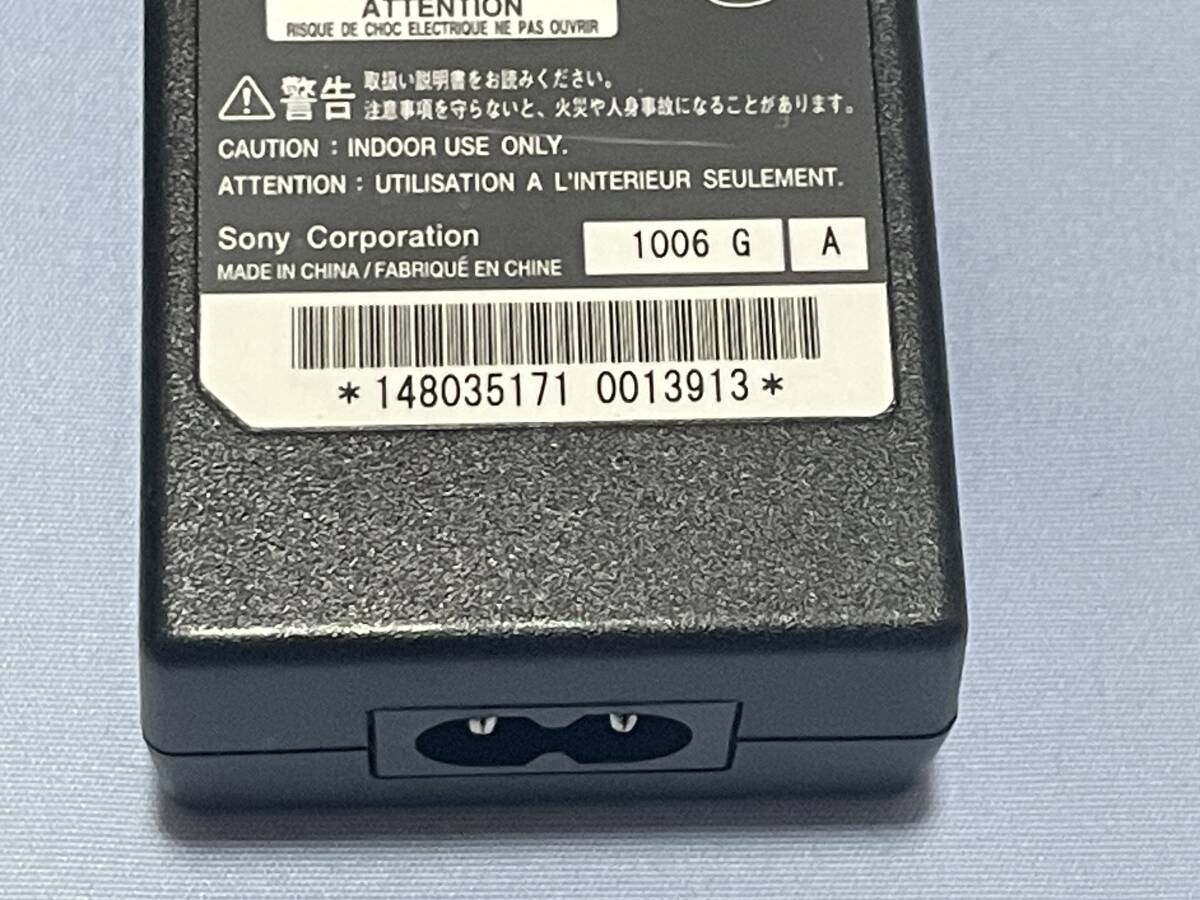 ATTENTION
RISQUE DE CHOC ELECTRIQUE NE PAS OUVRIR
警告 取扱い説明書をお読みください。
注意事項を守らないと、火災や人身事故になることがあります。
CAUTION : INDOOR USE ONLY.
ATTENTION : UTILISATION A L'INTERIEUR SEULEMENT.
Sony Corporation
MADE IN CHINA / FABRIQUÉ EN CHINE
1006 G
A
*148035171 0013913*